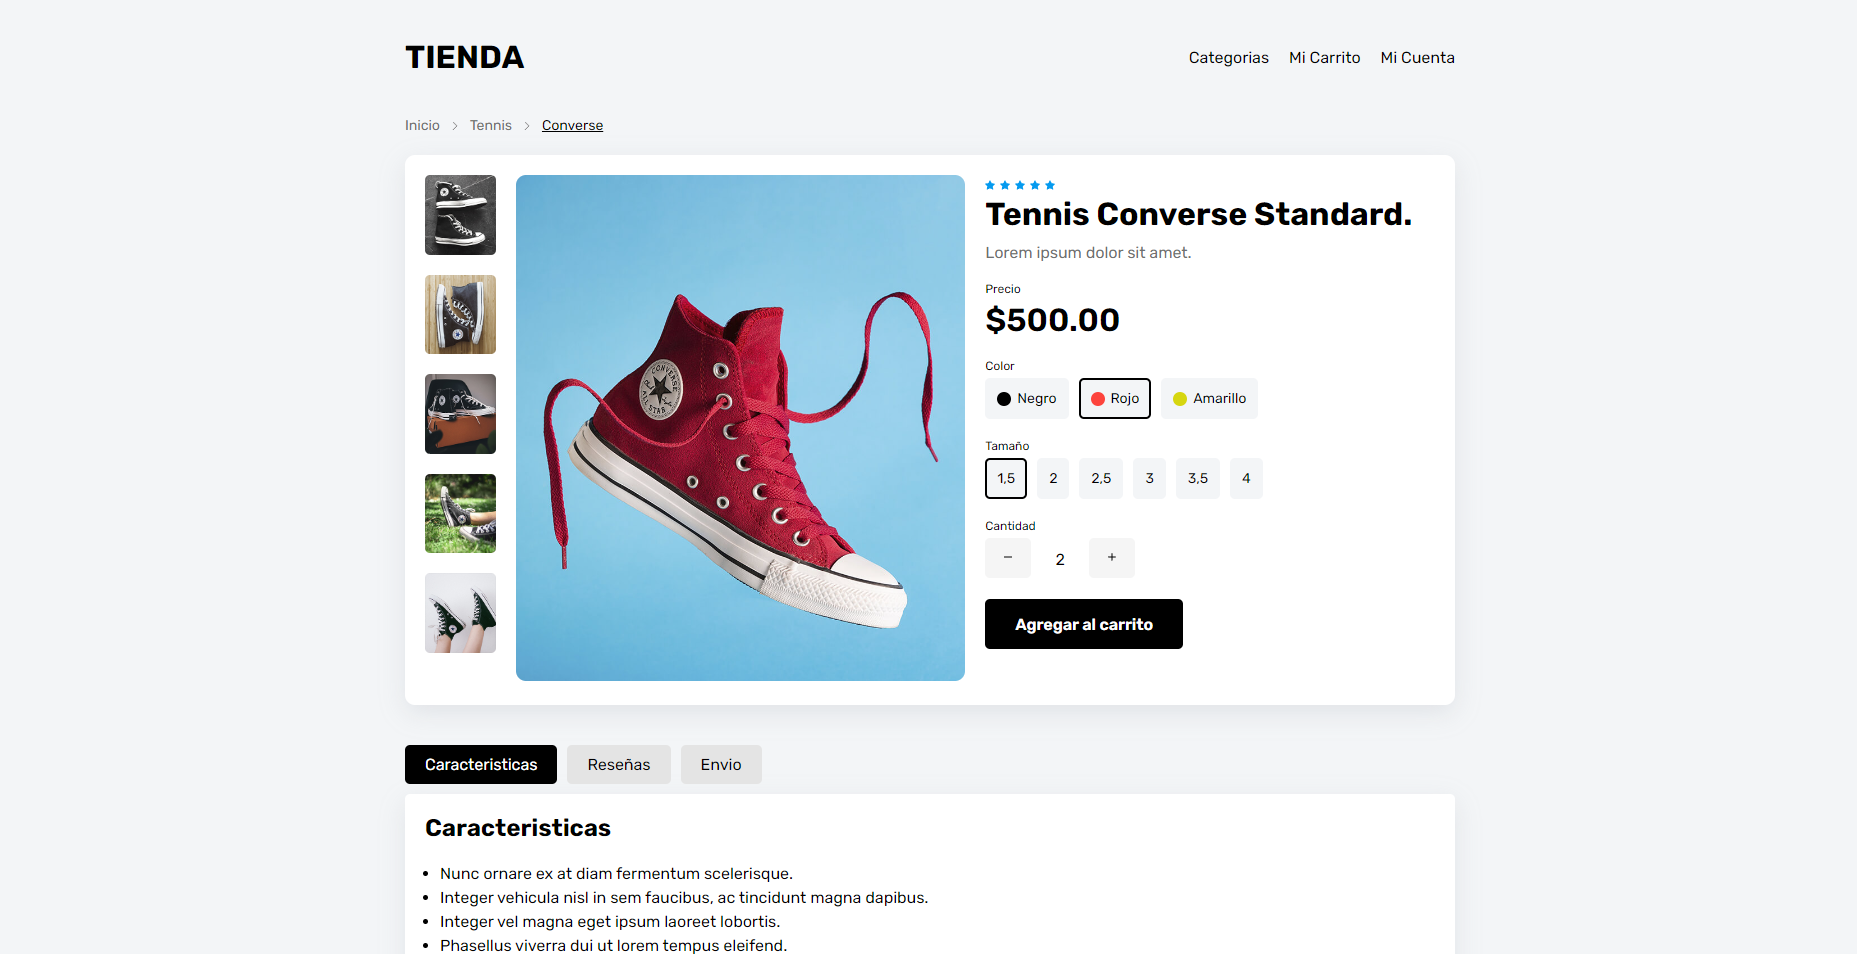 TIENDA
Categorias Mi Carrito Mi Cuenta
Inicio Tennis Converse
Tennis Converse Standard.
Lorem ipsum dolor sit amet.
Precio
$500.00
Color
Negro Rojo Amarillo
Tamaño
1,5 2 2,5 3 3,5 4
Cantidad
− 2 +
Agregar al carrito
CONVERSE
ALL STAR
Caracteristicas Reseñas Envio
Caracteristicas
Nunc ornare ex at diam fermentum scelerisque.
Integer vehicula nisl in sem faucibus, ac tincidunt magna dapibus.
Integer vel magna eget ipsum laoreet lobortis.
Phasellus viverra dui ut lorem tempus eleifend.